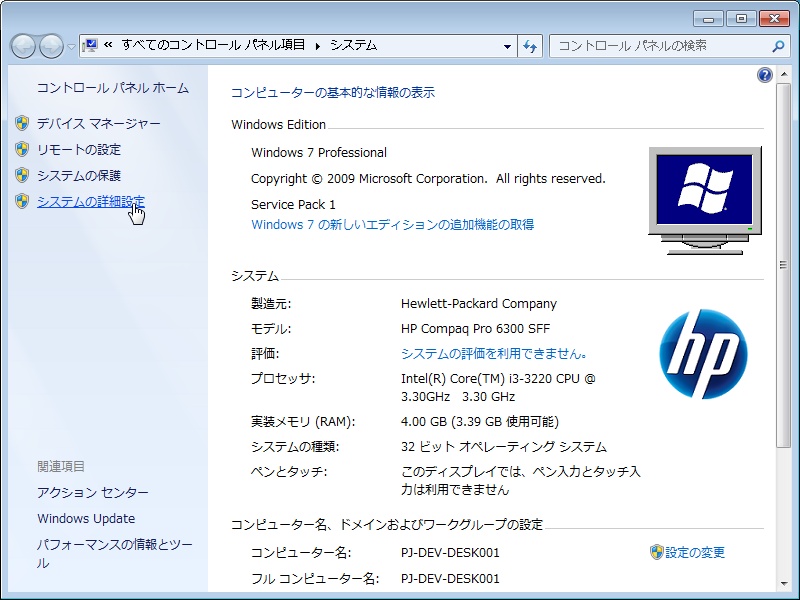 « すべてのコントロール パネル項目 ▸ システム
コントロール パネルの検索
コントロール パネル ホーム
デバイス マネージャー
リモートの設定
システムの保護
システムの詳細設定
関連項目
アクション センター
Windows Update
パフォーマンスの情報とツー
ル
コンピューターの基本的な情報の表示
Windows Edition
Windows 7 Professional
Copyright © 2009 Microsoft Corporation. All rights reserved.
Service Pack 1
Windows 7 の新しいエディションの追加機能の取得
システム
製造元: Hewlett-Packard Company
モデル: HP Compaq Pro 6300 SFF
評価: システムの評価を利用できません。
プロセッサ: Intel(R) Core(TM) i3-3220 CPU @
3.30GHz 3.30 GHz
実装メモリ (RAM): 4.00 GB (3.39 GB 使用可能)
システムの種類: 32 ビット オペレーティング システム
ペンとタッチ: このディスプレイでは、ペン入力とタッチ入
力は利用できません
hp
コンピューター名、ドメインおよびワークグループの設定
コンピューター名: PJ-DEV-DESK001 設定の変更
フル コンピューター名: PJ-DEV-DESK001